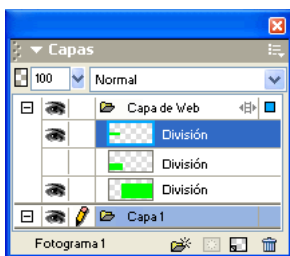 Capas
100 Normal
Capa de Web
División
División
División
Capa 1
Fotograma 1